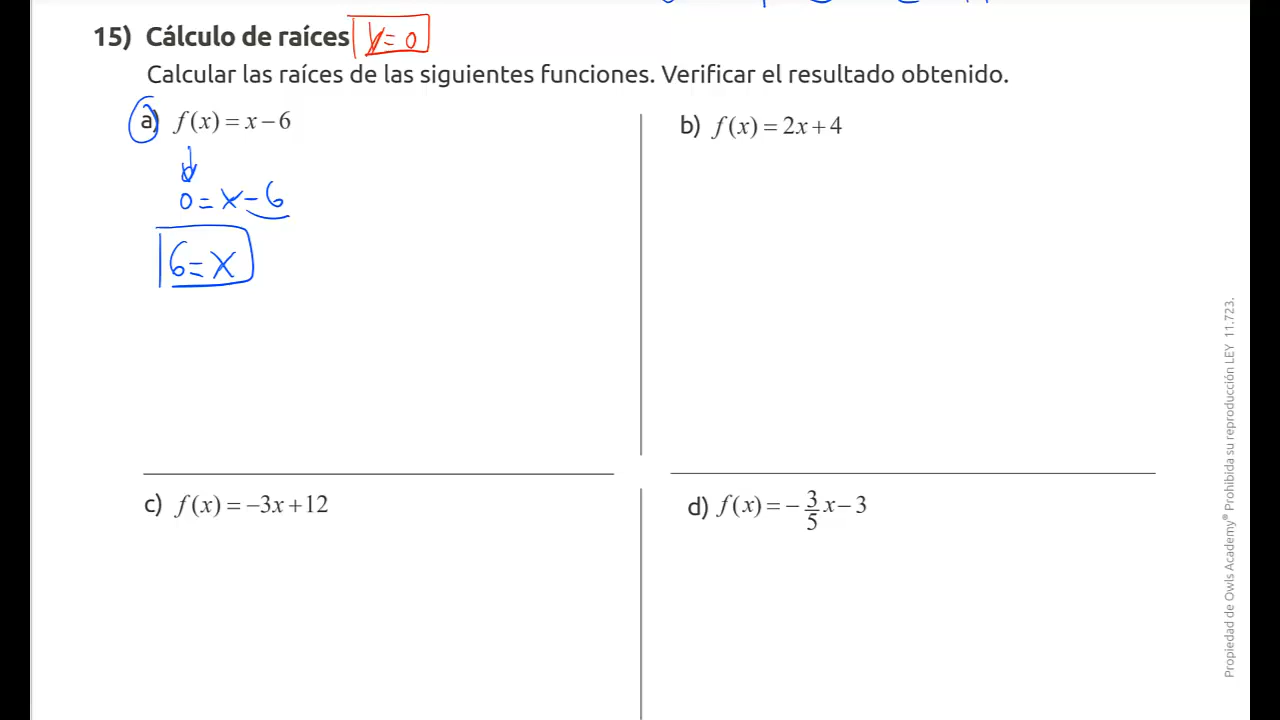 15) Cálculo de raíces y = 0
Calcular las raíces de las siguientes funciones. Verificar el resultado obtenido.
a) f(x) = x − 6
0 = x − 6
6 = x
b) f(x) = 2x + 4
c) f(x) = −3x + 12
d) f(x) = − 3/5 x − 3
Propiedad de Owls Academy® Prohibida su reproducción LEY 11.723.